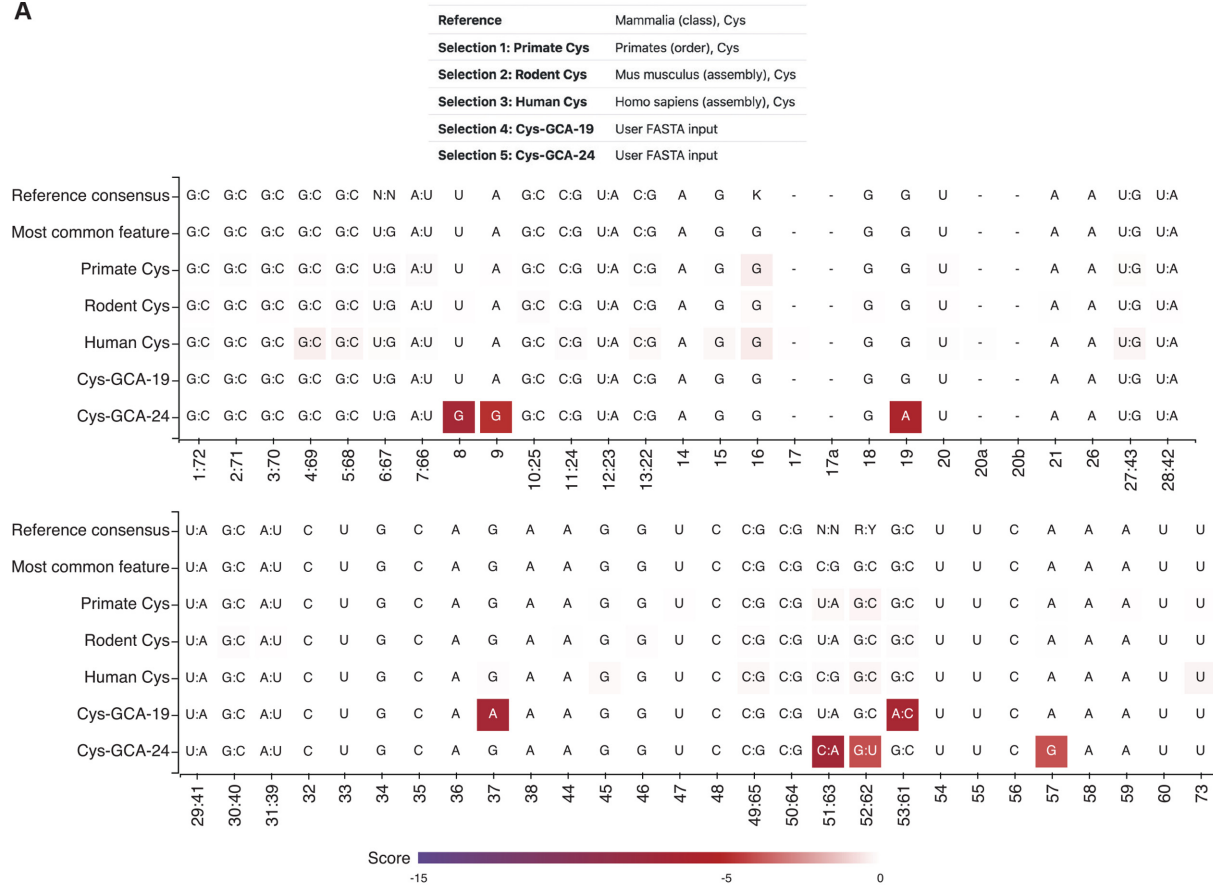 A
Reference Mammalia (class), Cys
Selection 1: Primate Cys Primates (order), Cys
Selection 2: Rodent Cys Mus musculus (assembly), Cys
Selection 3: Human Cys Homo sapiens (assembly), Cys
Selection 4: Cys-GCA-19 User FASTA input
Selection 5: Cys-GCA-24 User FASTA input
Reference consensus G:C G:C G:C G:C G:C N:N A:U U A G:C C:G U:A C:G A G K - - G G U - - A A U:G U:A
Most common feature G:C G:C G:C G:C G:C U:G A:U U A G:C C:G U:A C:G A G G - - G G U - - A A U:G U:A
Primate Cys G:C G:C G:C G:C G:C U:G A:U U A G:C C:G U:A C:G A G G - - G G U - - A A U:G U:A
Rodent Cys G:C G:C G:C G:C G:C U:G A:U U A G:C C:G U:A C:G A G G - - G G U - - A A U:G U:A
Human Cys G:C G:C G:C G:C G:C U:G A:U U A G:C C:G U:A C:G A G G - - G G U - - A A U:G U:A
Cys-GCA-19 G:C G:C G:C G:C G:C U:G A:U U A G:C C:G U:A C:G A G G - - G G U - - A A U:G U:A
Cys-GCA-24 G:C G:C G:C G:C G:C U:G A:U G G G:C C:G U:A C:G A G G - - G A U - - A A U:G U:A
1:72 2:71 3:70 4:69 5:68 6:67 7:66 8 9 10:25 11:24 12:23 13:22 14 15 16 17 17a 18 19 20 20a 20b 21 26 27:43 28:42
Reference consensus U:A G:C A:U C U G C A G A A G G U C C:G C:G N:N R:Y G:C U U C A A A U U
Most common feature U:A G:C A:U C U G C A G A A G G U C C:G C:G C:G G:C G:C U U C A A A U U
Primate Cys U:A G:C A:U C U G C A G A A G G U C C:G C:G U:A G:C G:C U U C A A A U U
Rodent Cys U:A G:C A:U C U G C A G A A G G U C C:G C:G U:A G:C G:C U U C A A A U U
Human Cys U:A G:C A:U C U G C A G A A G G U C C:G C:G C:G G:C G:C U U C A A A U U
Cys-GCA-19 U:A G:C A:U C U G C A A A A G G U C C:G C:G U:A G:C A:C U U C A A A U U
Cys-GCA-24 U:A G:C A:U C U G C A G A A G G U C C:G C:G C:A G:U G:C U U C G A A U U
29:41 30:40 31:39 32 33 34 35 36 37 38 44 45 46 47 48 49:65 50:64 51:63 52:62 53:61 54 55 56 57 58 59 60 73
Score
-15 -5 0